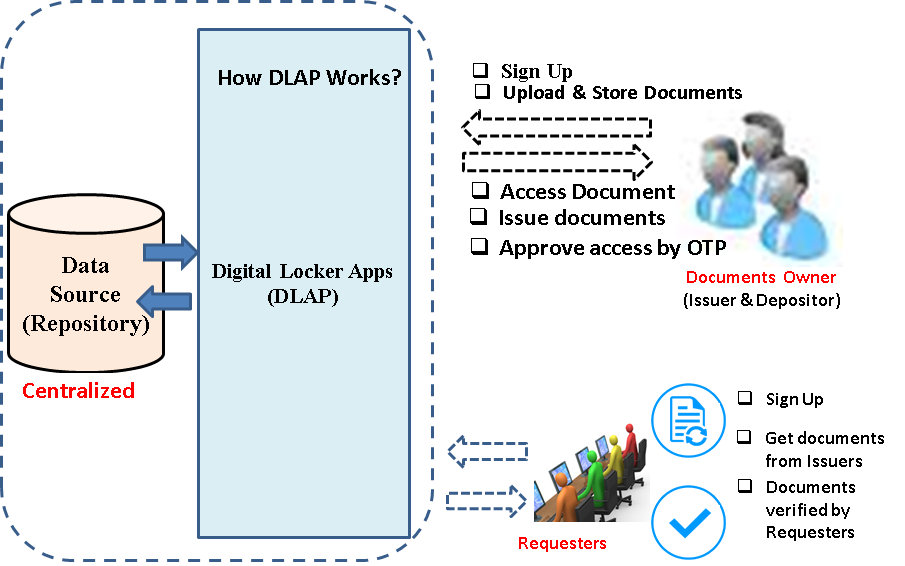 How DLAP Works?
Sign Up
Upload & Store Documents
Access Document
Issue documents
Approve access by OTP
Documents Owner
(Issuer & Depositor)
Data
Source
(Repository)
Centralized
Digital Locker Apps
(DLAP)
Requesters
Sign Up
Get documents
from Issuers
Documents
verified by
Requesters